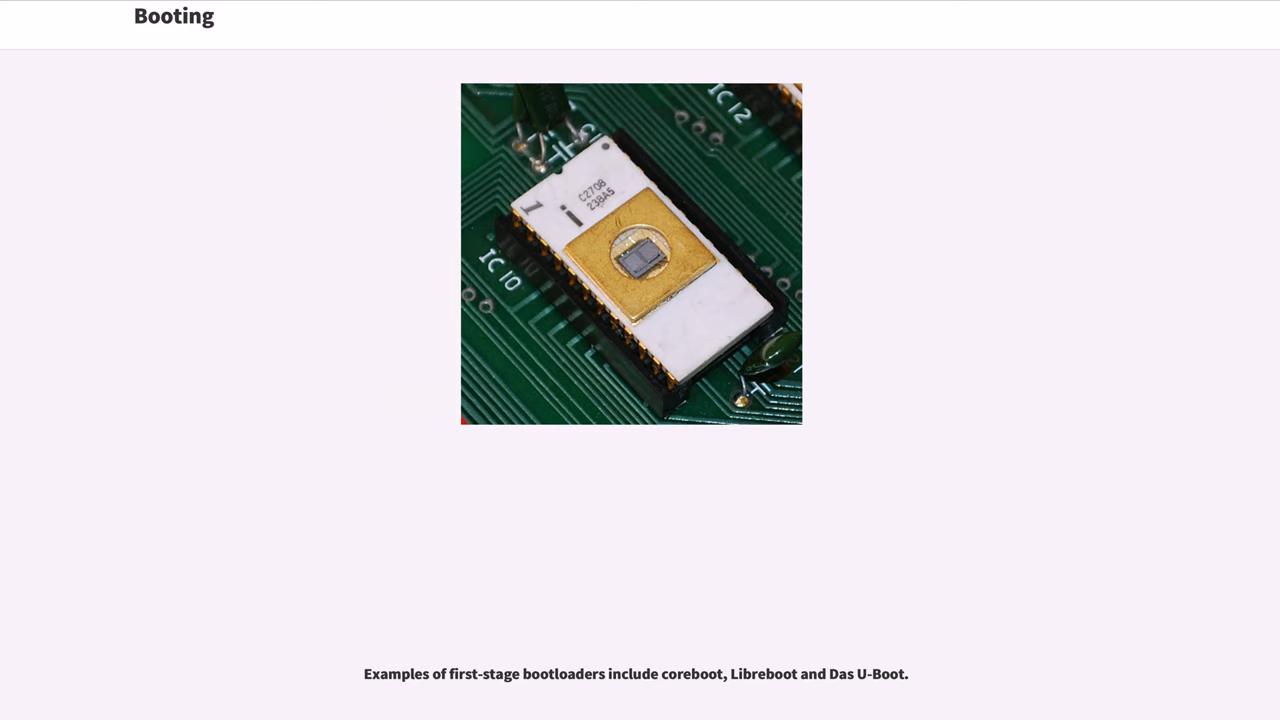 Booting
IC 12
C2708
238A5
i
IC 10
Examples of first-stage bootloaders include coreboot, Libreboot and Das U-Boot.